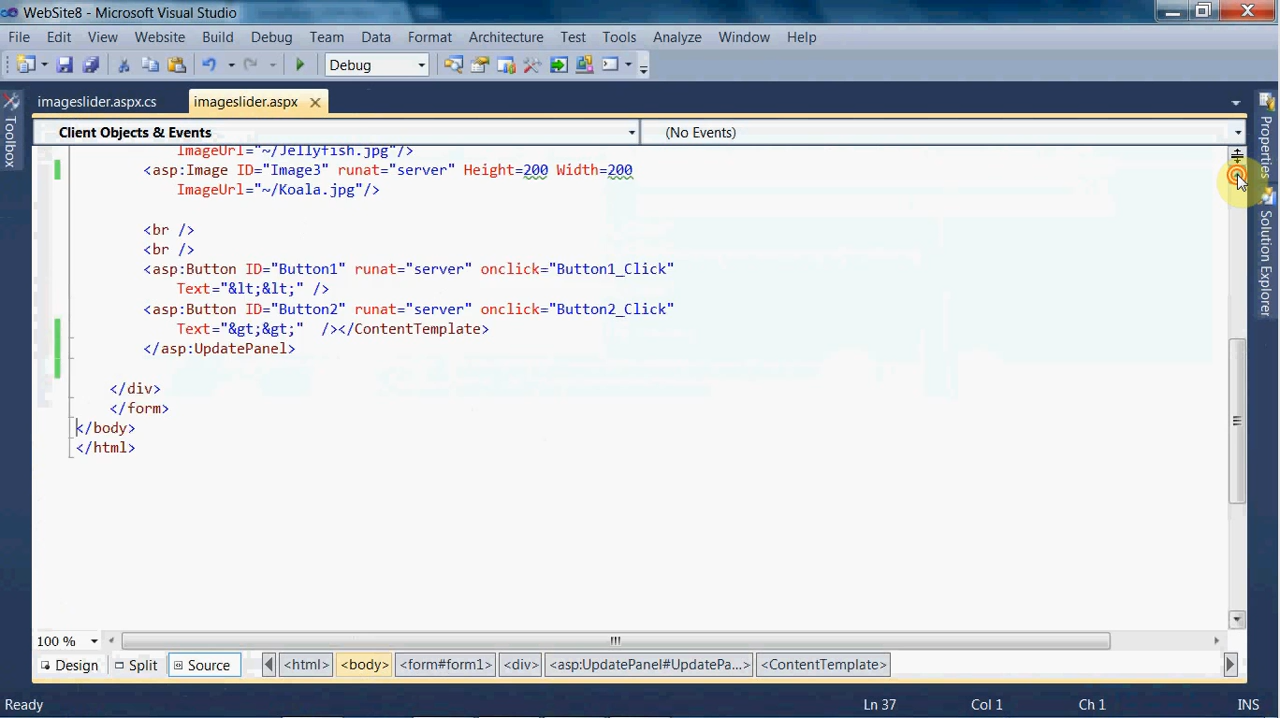 WebSite8 - Microsoft Visual Studio
File Edit View Website Build Debug Team Data Format Architecture Test Tools Analyze Window Help
Debug
imageslider.aspx.cs imageslider.aspx
Client Objects & Events (No Events)
Toolbox
Properties
Solution Explorer
ImageUrl="~/Jellyfish.jpg"/>
<asp:Image ID="Image3" runat="server" Height=200 Width=200
ImageUrl="~/Koala.jpg"/>
<br />
<br />
<asp:Button ID="Button1" runat="server" onclick="Button1_Click"
Text="&lt;&lt;" />
<asp:Button ID="Button2" runat="server" onclick="Button2_Click"
Text="&gt;&gt;"  /></ContentTemplate>
</asp:UpdatePanel>
</div>
</form>
</body>
</html>
100 %
Design Split Source <html> <body> <form#form1> <div> <asp:UpdatePanel#UpdatePa...> <ContentTemplate>
Ready Ln 37 Col 1 Ch 1 INS